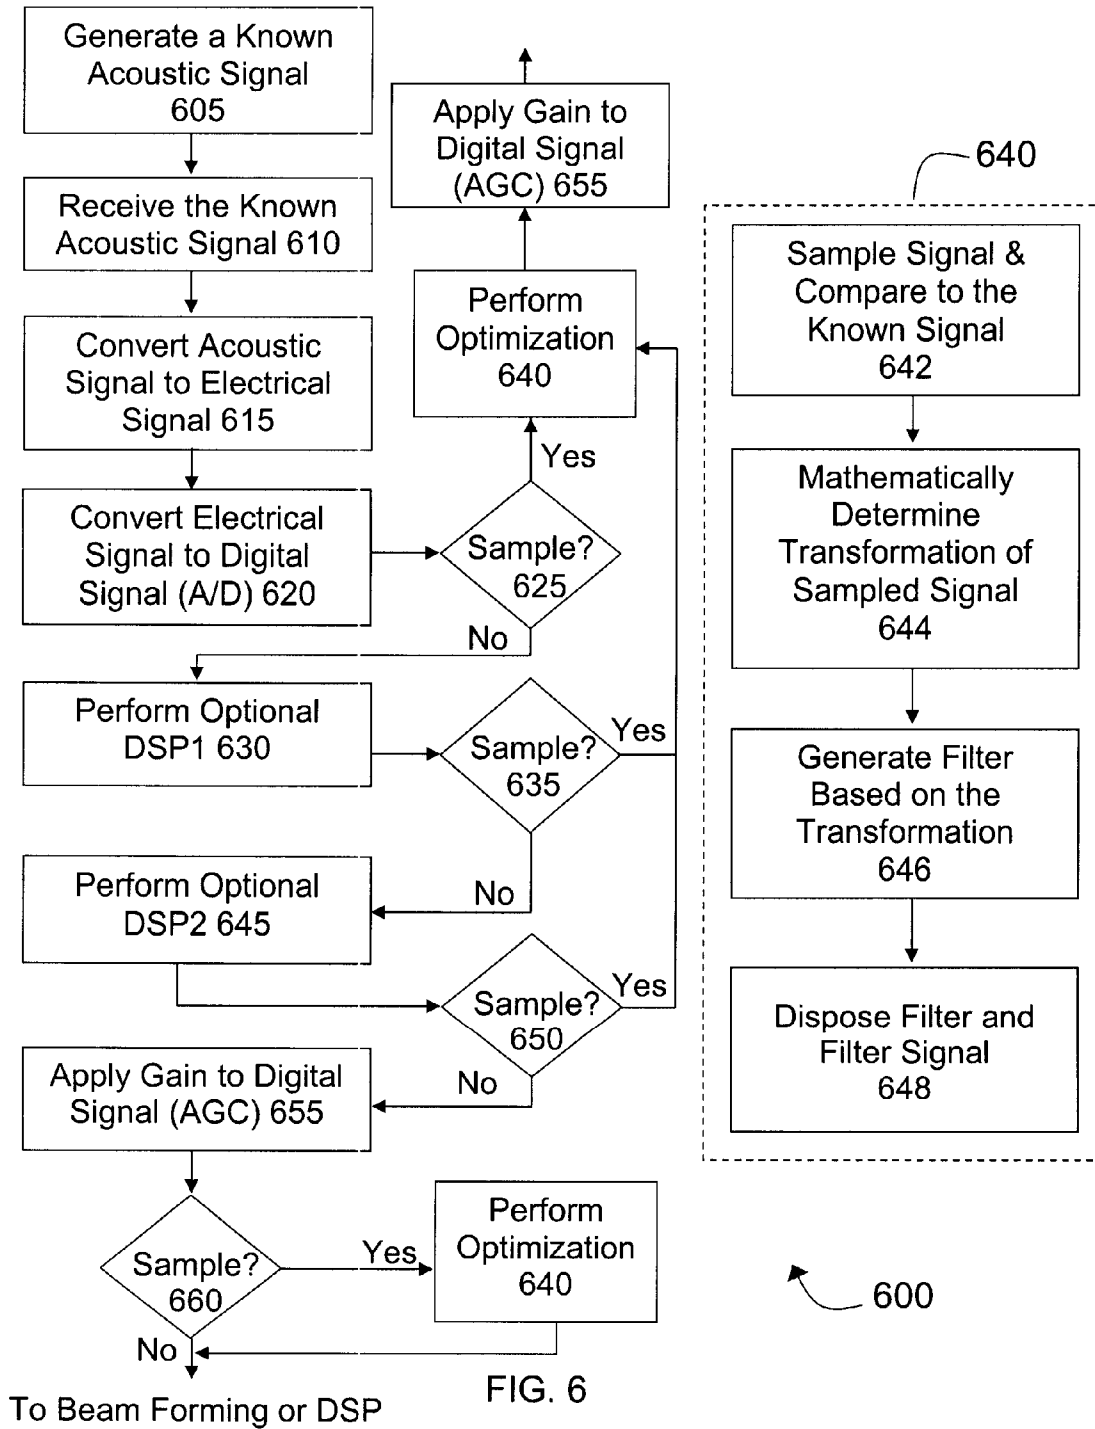 Generate a Known
Acoustic Signal
605
Receive the Known
Acoustic Signal 610
Convert Acoustic
Signal to Electrical
Signal 615
Convert Electrical
Signal to Digital
Signal (A/D) 620
Apply Gain to
Digital Signal
(AGC) 655
Perform
Optimization
640
Yes
Sample?
625
No
Perform Optional
DSP1 630
Sample?
635
Yes
Perform Optional
DSP2 645
No
Sample?
650
Yes
No
Apply Gain to Digital
Signal (AGC) 655
Sample?
660
Yes
Perform
Optimization
640
No
To Beam Forming or DSP
640
Sample Signal &
Compare to the
Known Signal
642
Mathematically
Determine
Transformation of
Sampled Signal
644
Generate Filter
Based on the
Transformation
646
Dispose Filter and
Filter Signal
648
600
FIG. 6